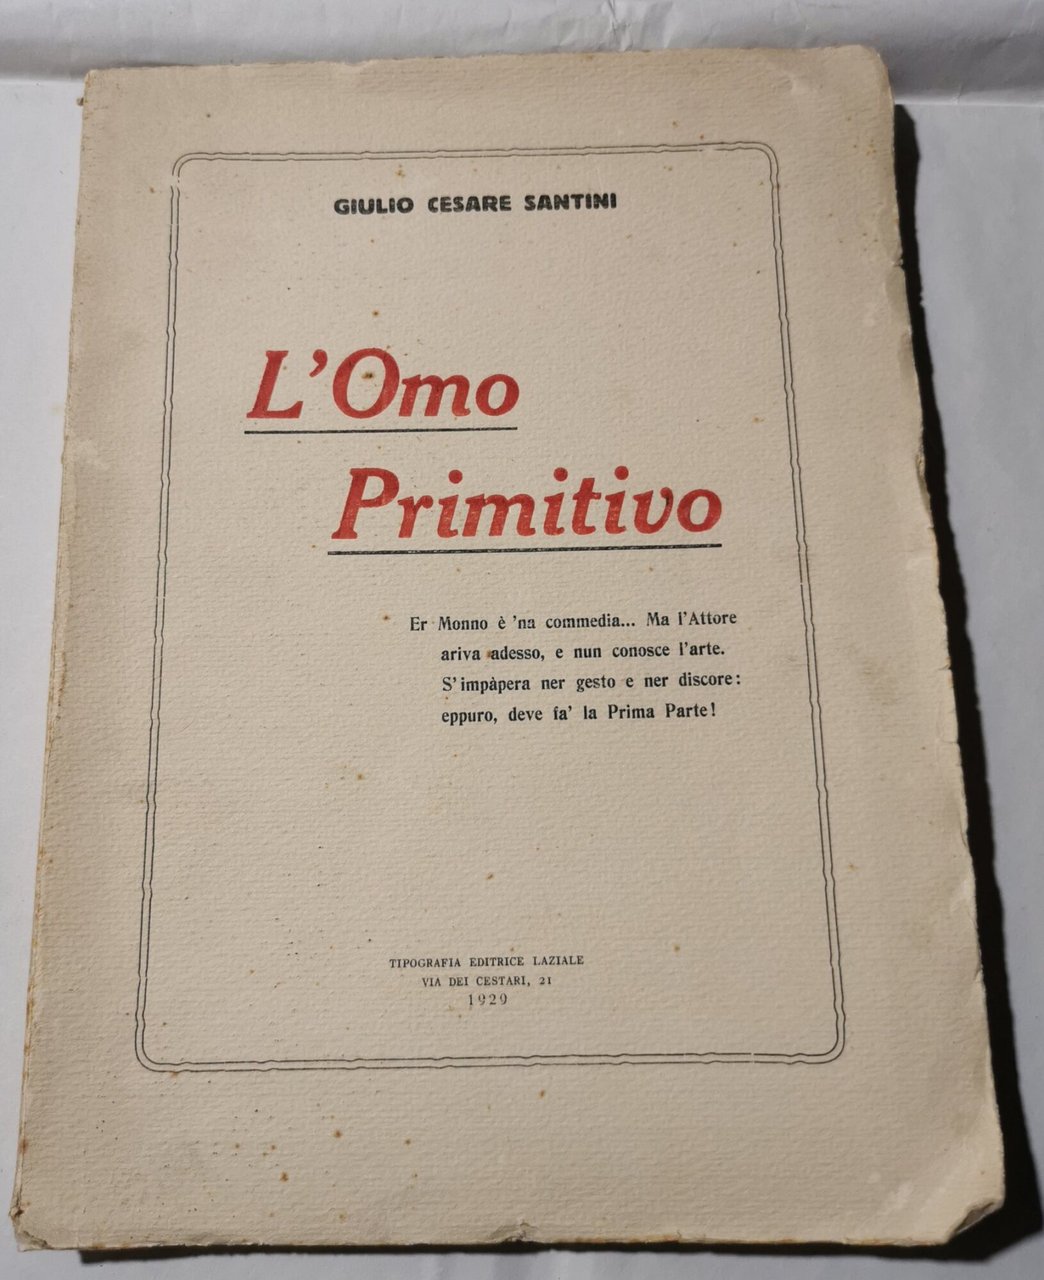 GIULIO CESARE SANTINI
L'Omo
Primitivo
Er Monno è 'na commedia... Ma l'Attore
ariva adesso, e nun conosce l'arte.
S'impàpera ner gesto e ner discore:
eppuro, deve fa' la Prima Parte!
TIPOGRAFIA EDITRICE LAZIALE
VIA DEI CESTARI, 21
1929